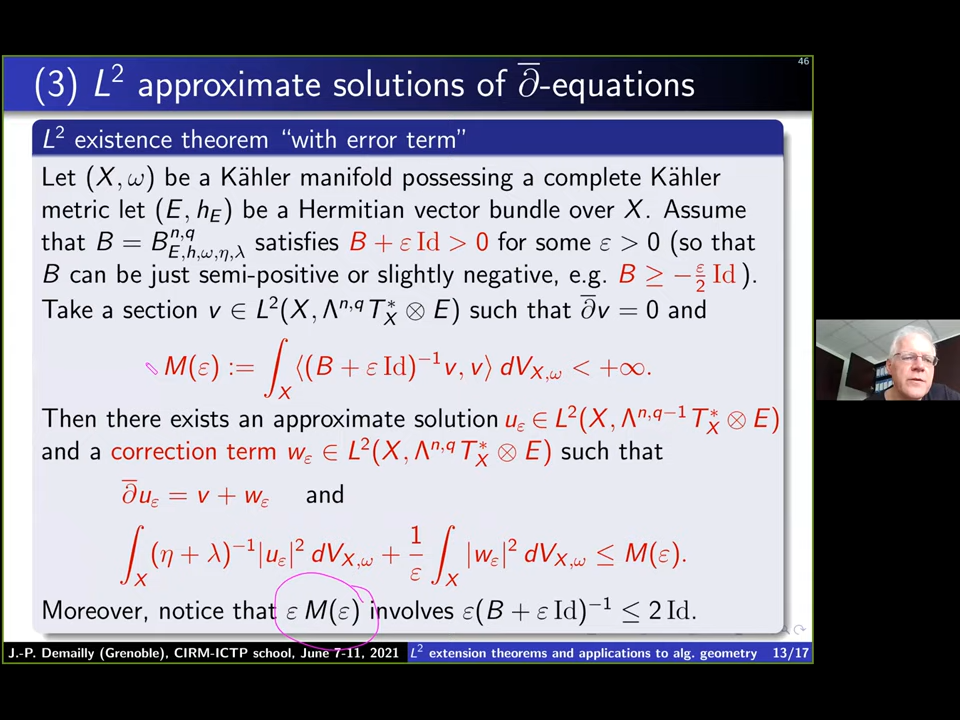 46
(3) L² approximate solutions of ∂̄-equations
L² existence theorem “with error term”
Let (X, ω) be a Kähler manifold possessing a complete Kähler
metric let (E, h_E) be a Hermitian vector bundle over X. Assume
that B = B^{n,q}_{E,h,ω,η,λ} satisfies B + ε Id > 0 for some ε > 0 (so that
B can be just semi-positive or slightly negative, e.g. B ≥ −ε/2 Id ).
Take a section v ∈ L²(X, Λ^{n,q} T*_X ⊗ E) such that ∂̄v = 0 and
M(ε) := ∫_X ⟨(B + ε Id)^{−1} v, v⟩ dV_{X,ω} < +∞.
Then there exists an approximate solution u_ε ∈ L²(X, Λ^{n,q−1} T*_X ⊗ E)
and a correction term w_ε ∈ L²(X, Λ^{n,q} T*_X ⊗ E) such that
∂̄u_ε = v + w_ε and
∫_X (η + λ)^{−1} |u_ε|² dV_{X,ω} + 1/ε ∫_X |w_ε|² dV_{X,ω} ≤ M(ε).
Moreover, notice that ε M(ε) involves ε(B + ε Id)^{−1} ≤ 2 Id.
J.-P. Demailly (Grenoble), CIRM-ICTP school, June 7-11, 2021 L² extension theorems and applications to alg. geometry 13/17